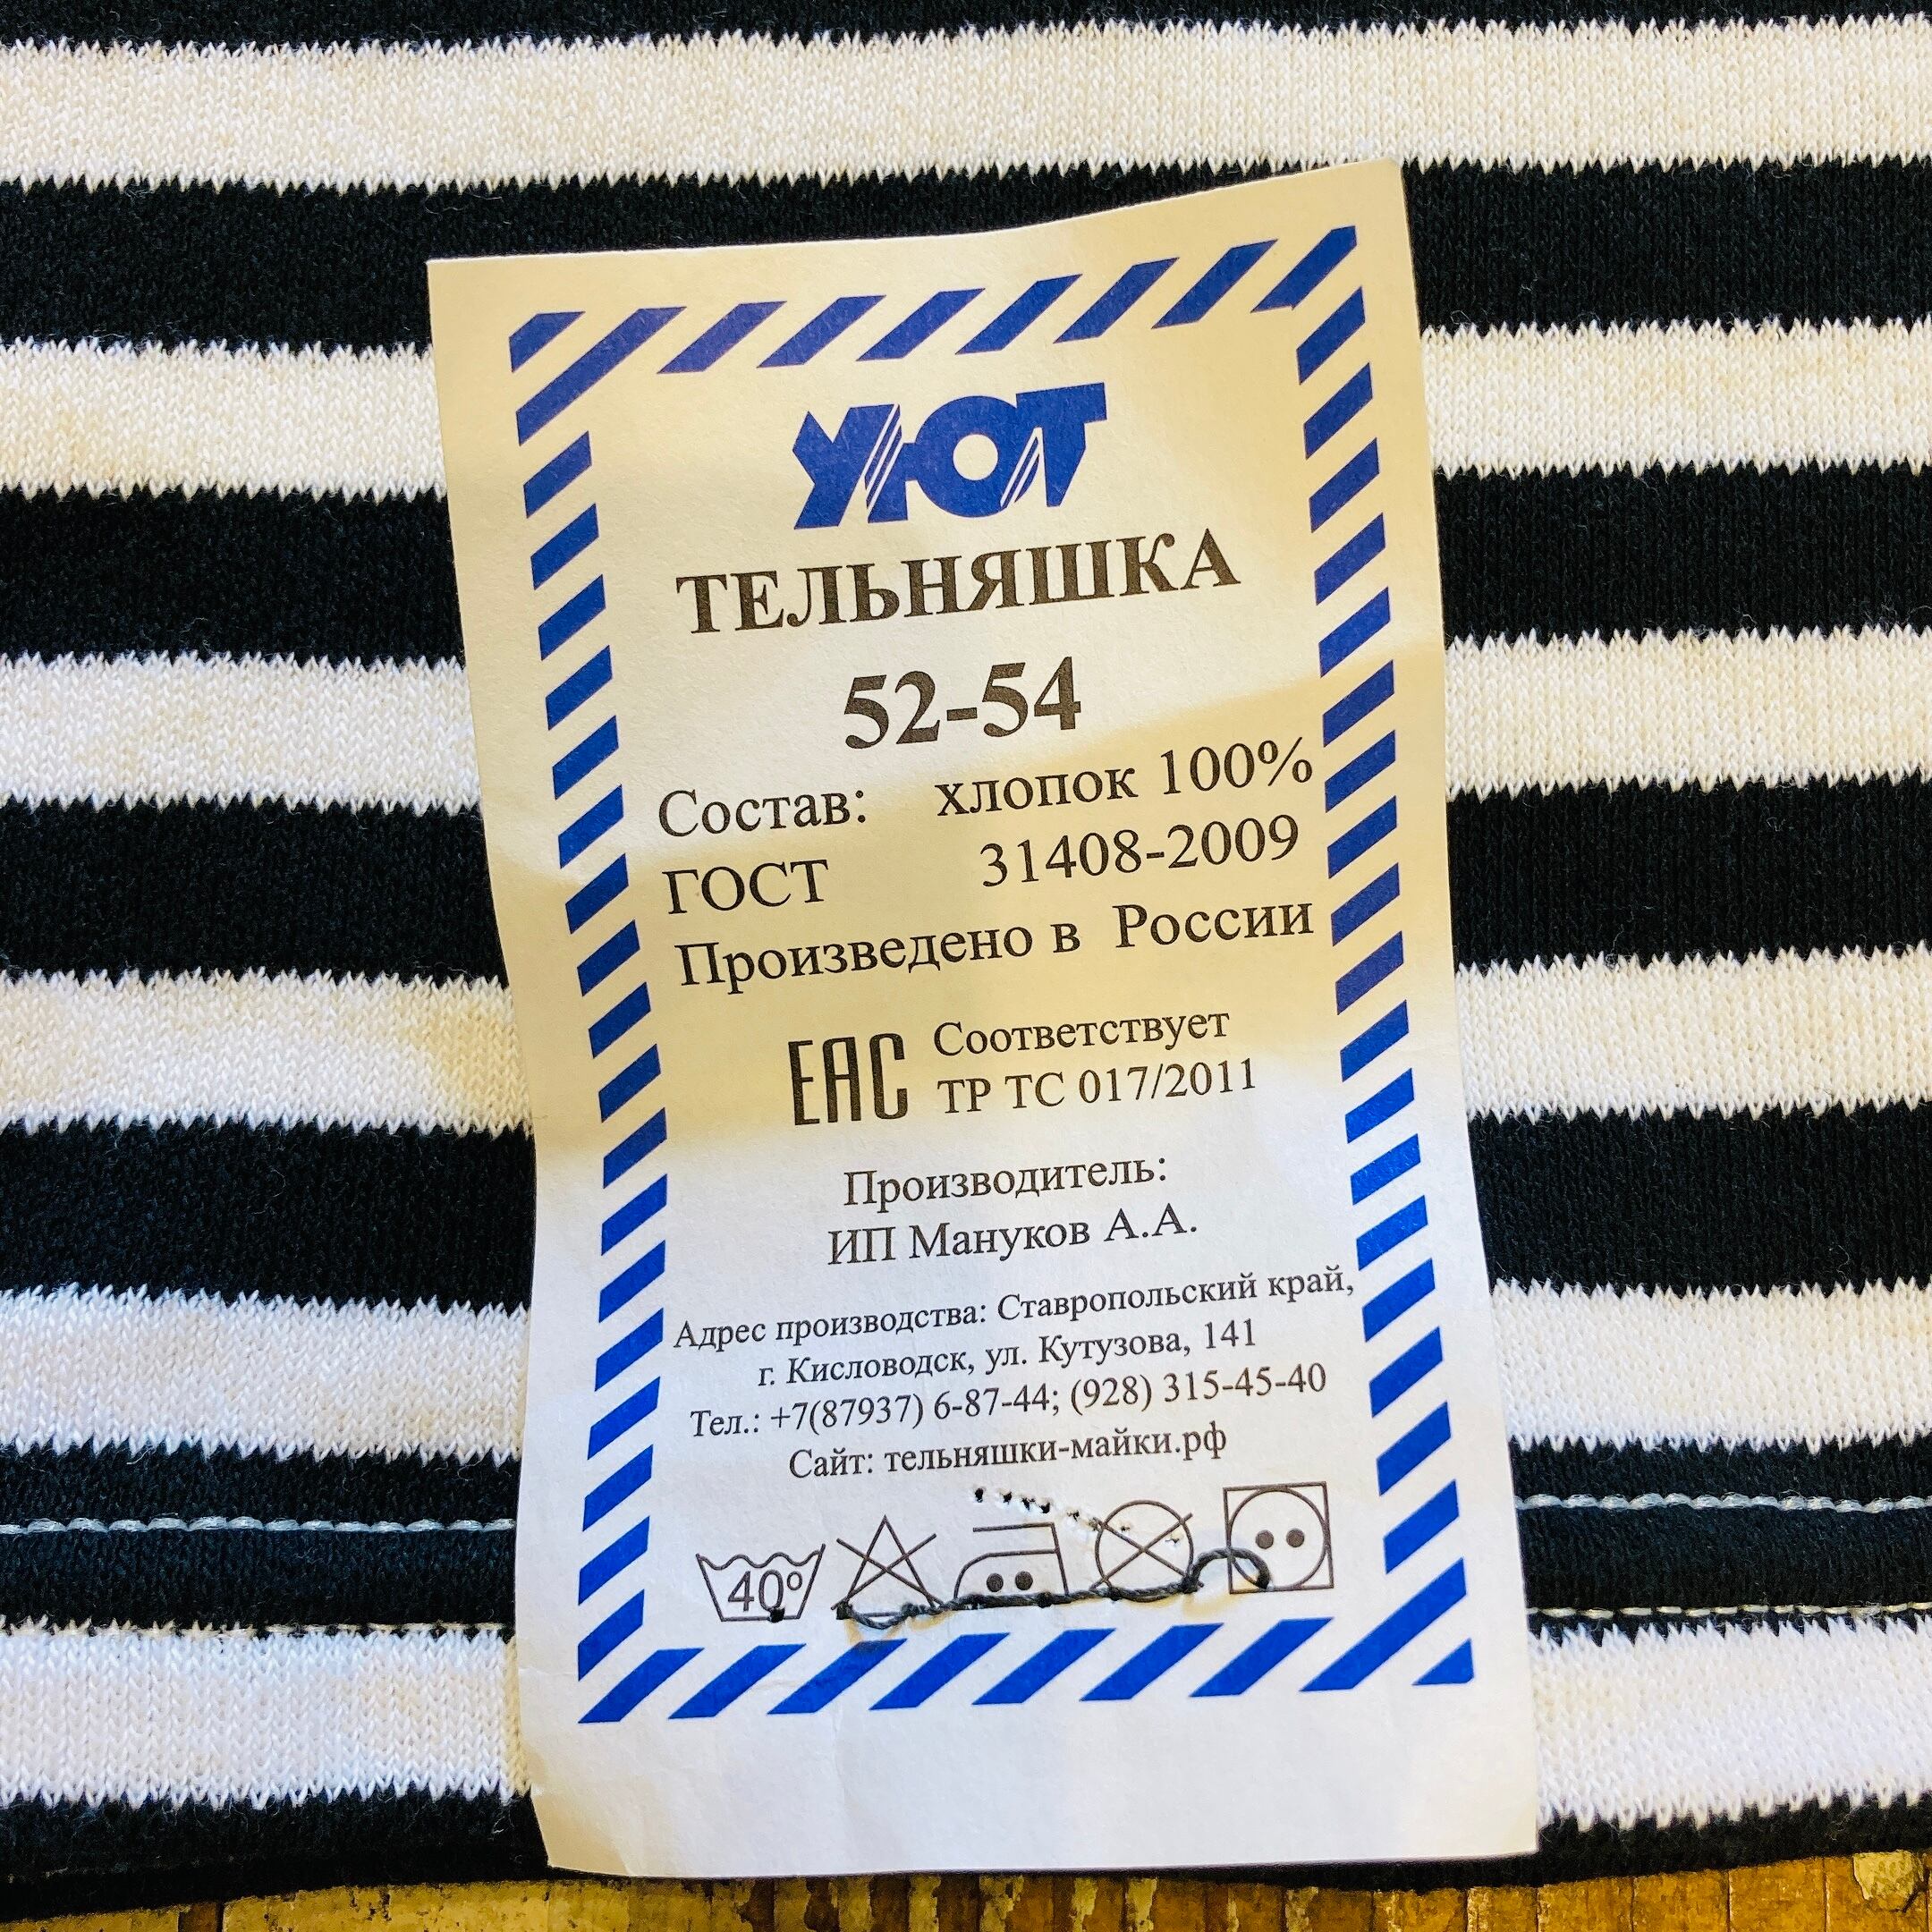 УЮТ
ТЕЛЬНЯШКА
52-54
Состав: хлопок 100%
ГОСТ 31408-2009
Произведено в России
ЕАС Соответствует
ТР ТС 017/2011
Производитель:
ИП Мануков А.А.
Адрес производства: Ставропольский край,
г. Кисловодск, ул. Кутузова, 141
Тел.: +7(87937) 6-87-44; (928) 315-45-40
Сайт: тельняшки-майки.рф
40°